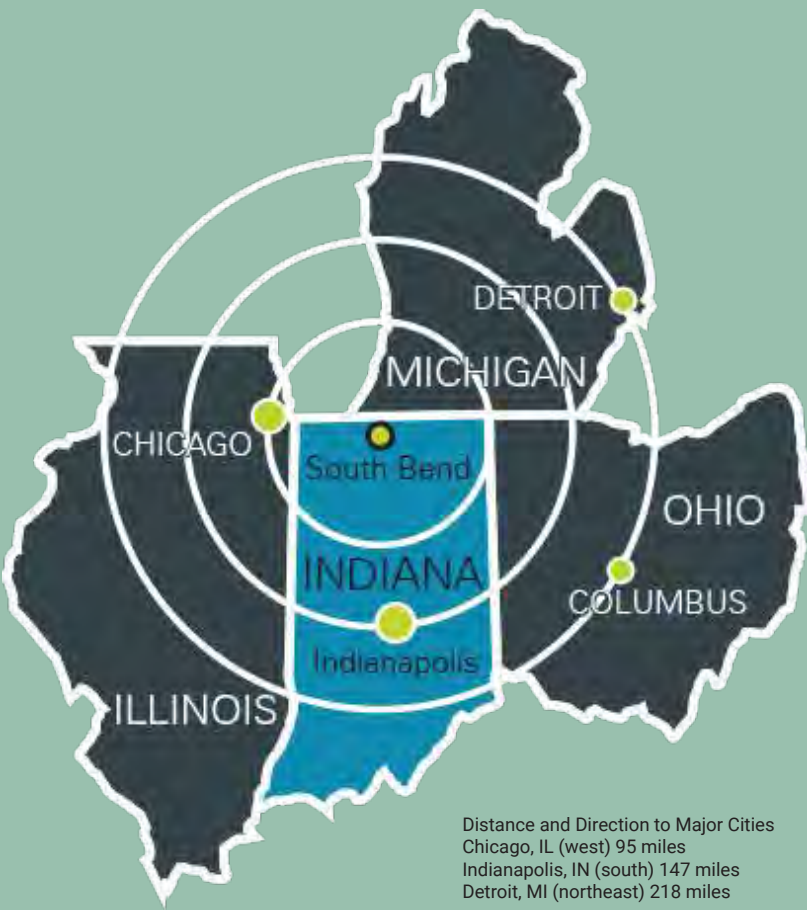 DETROIT
MICHIGAN
CHICAGO
South Bend
OHIO
INDIANA
COLUMBUS
Indianapolis
ILLINOIS
Distance and Direction to Major Cities
Chicago, IL (west) 95 miles
Indianapolis, IN (south) 147 miles
Detroit, MI (northeast) 218 miles